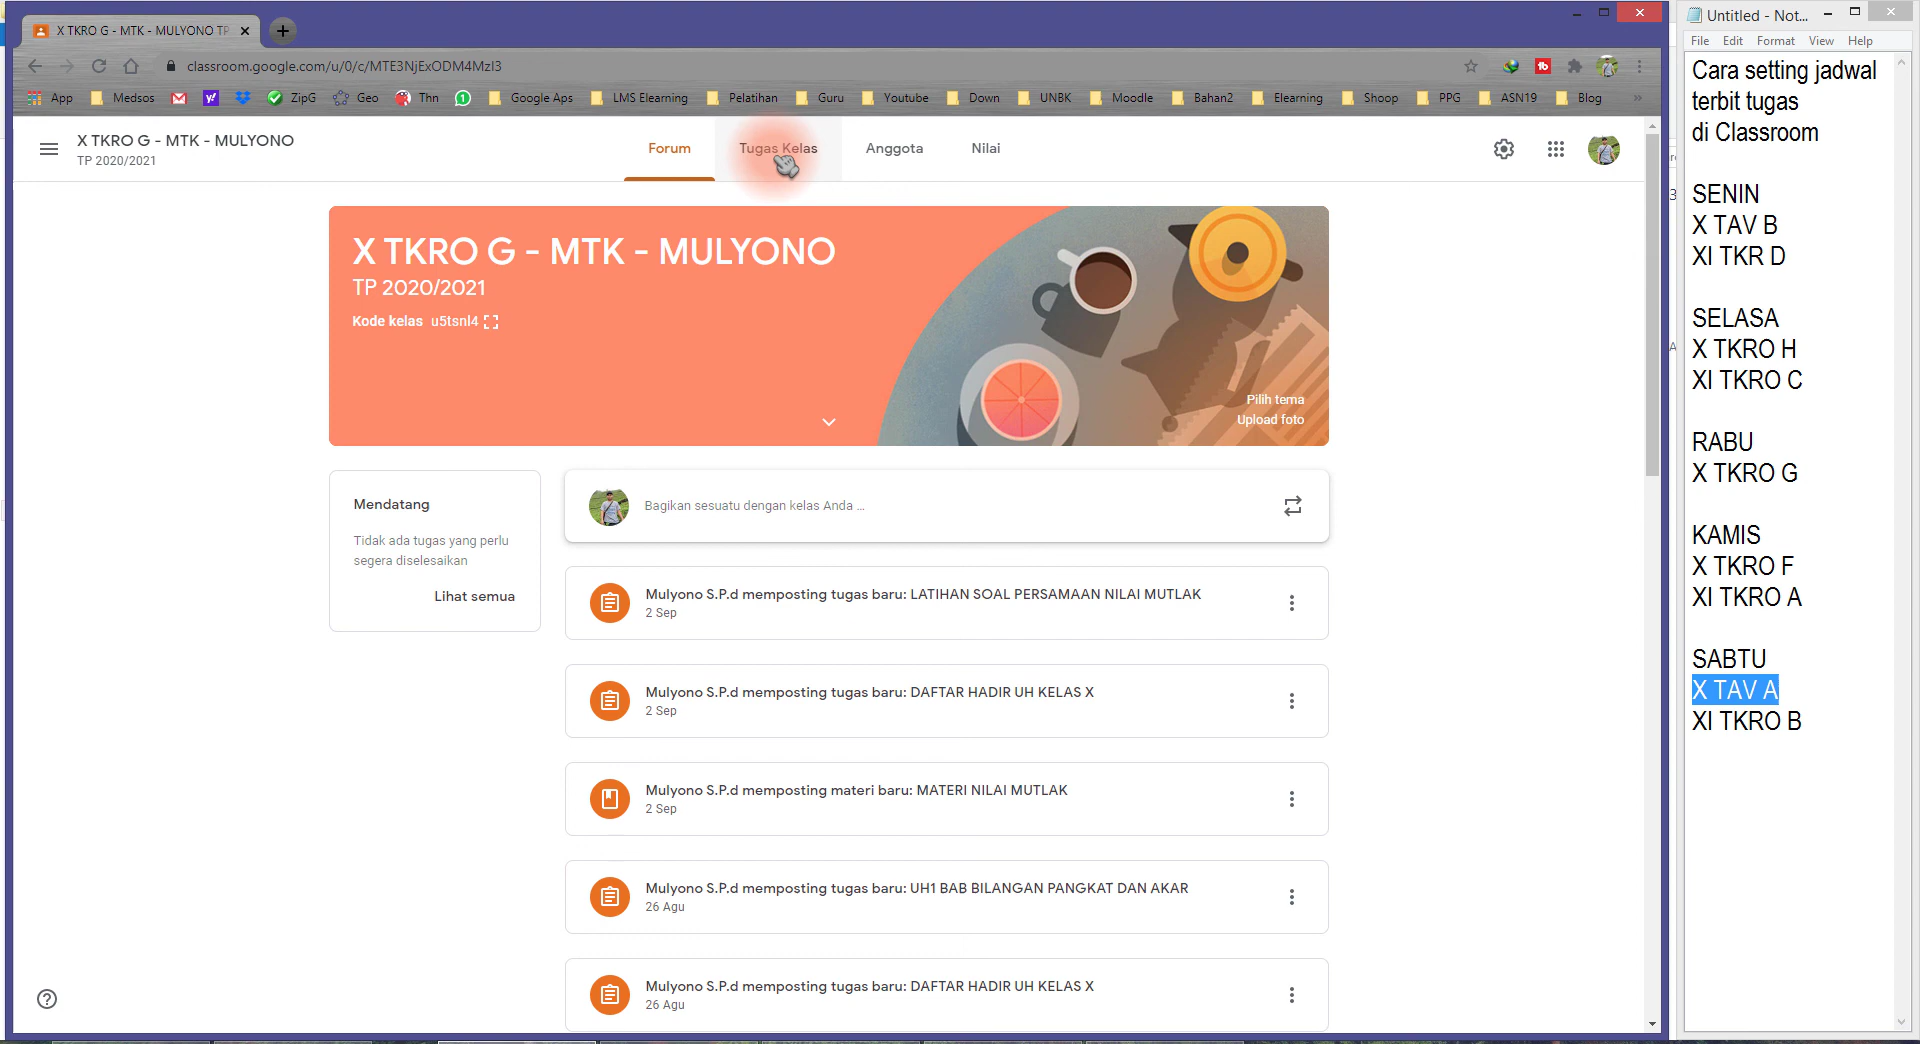 X TKRO G - MTK - MULYONO TP
classroom.google.com/u/0/c/MTE3NjExODM4MzI3
App Medsos ZipG Geo Thn Google Aps LMS Elearning Pelatihan Guru Youtube Down UNBK Moodle Bahan2 Elearning Shoop PPG ASN19 Blog
X TKRO G - MTK - MULYONO
TP 2020/2021
Forum Tugas Kelas Anggota Nilai
X TKRO G - MTK - MULYONO
TP 2020/2021
Kode kelas u5tsnl4
Pilih tema
Upload foto
Mendatang
Tidak ada tugas yang perlu
segera diselesaikan
Lihat semua
Bagikan sesuatu dengan kelas Anda ...
Mulyono S.P.d memposting tugas baru: LATIHAN SOAL PERSAMAAN NILAI MUTLAK
2 Sep
Mulyono S.P.d memposting tugas baru: DAFTAR HADIR UH KELAS X
2 Sep
Mulyono S.P.d memposting materi baru: MATERI NILAI MUTLAK
2 Sep
Mulyono S.P.d memposting tugas baru: UH1 BAB BILANGAN PANGKAT DAN AKAR
26 Agu
Mulyono S.P.d memposting tugas baru: DAFTAR HADIR UH KELAS X
26 Agu
Untitled - Not...
File Edit Format View Help
Cara setting jadwal
terbit tugas
di Classroom
SENIN
X TAV B
XI TKR D
SELASA
X TKRO H
XI TKRO C
RABU
X TKRO G
KAMIS
X TKRO F
XI TKRO A
SABTU
X TAV A
XI TKRO B